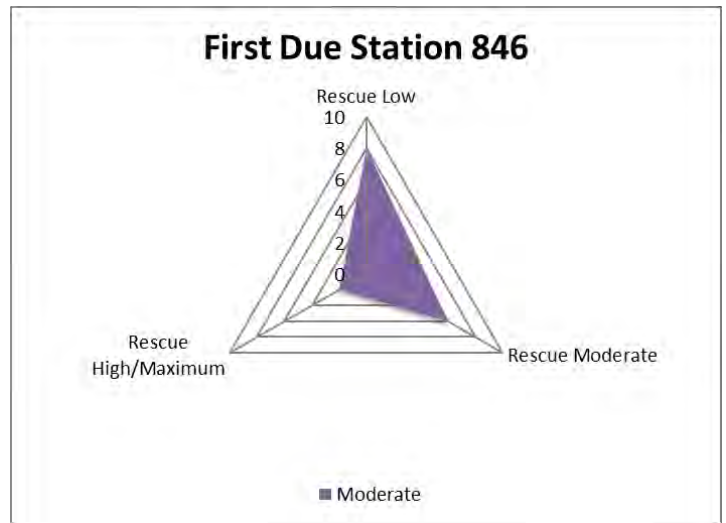 First Due Station 846
Rescue Low
10
8
6
4
2
0
Rescue
High/Maximum
Rescue Moderate
Moderate